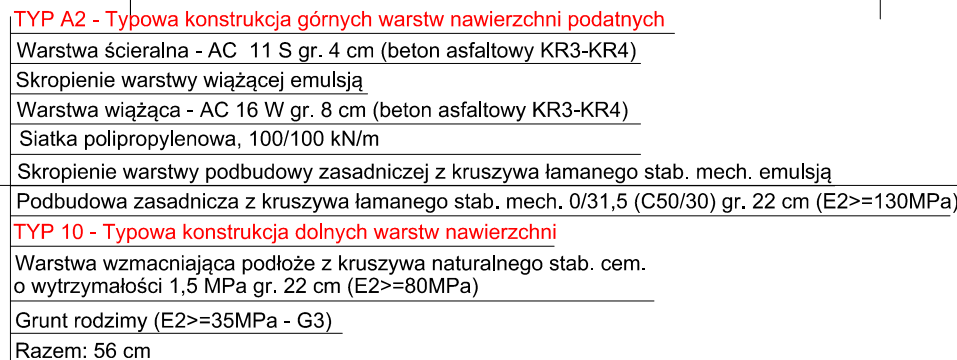 TYP A2 - Typowa konstrukcja górnych warstw nawierzchni podatnych
Warstwa ścieralna - AC 11 S gr. 4 cm (beton asfaltowy KR3-KR4)
Skropienie warstwy wiążącej emulsją
Warstwa wiążąca - AC 16 W gr. 8 cm (beton asfaltowy KR3-KR4)
Siatka polipropylenowa, 100/100 kN/m
Skropienie warstwy podbudowy zasadniczej z kruszywa łamanego stab. mech. emulsją
Podbudowa zasadnicza z kruszywa łamanego stab. mech. 0/31,5 (C50/30) gr. 22 cm (E2>=130MPa)
TYP 10 - Typowa konstrukcja dolnych warstw nawierzchni
Warstwa wzmacniająca podłoże z kruszywa naturalnego stab. cem.
o wytrzymałości 1,5 MPa gr. 22 cm (E2>=80MPa)
Grunt rodzimy (E2>=35MPa - G3)
Razem: 56 cm